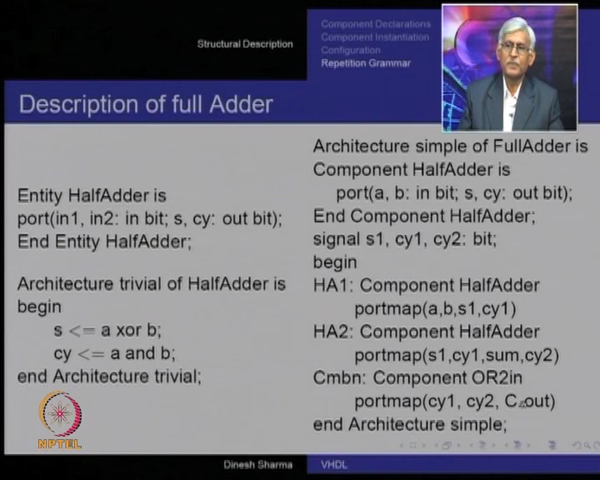 Structural Description
Component Declarations
Component Instantiation
Configuration
Repetition Grammar
Description of full Adder
Entity HalfAdder is
port(in1, in2: in bit; s, cy: out bit);
End Entity HalfAdder;
Architecture trivial of HalfAdder is
begin
s <= a xor b;
cy <= a and b;
end Architecture trivial;
Architecture simple of FullAdder is
Component HalfAdder is
port(a, b: in bit; s, cy: out bit);
End Component HalfAdder;
signal s1, cy1, cy2: bit;
begin
HA1: Component HalfAdder
portmap(a,b,s1,cy1)
HA2: Component HalfAdder
portmap(s1,cy1,sum,cy2)
Cmbn: Component OR2in
portmap(cy1, cy2, C_out)
end Architecture simple;
NPTEL
Dinesh Sharma
VHDL